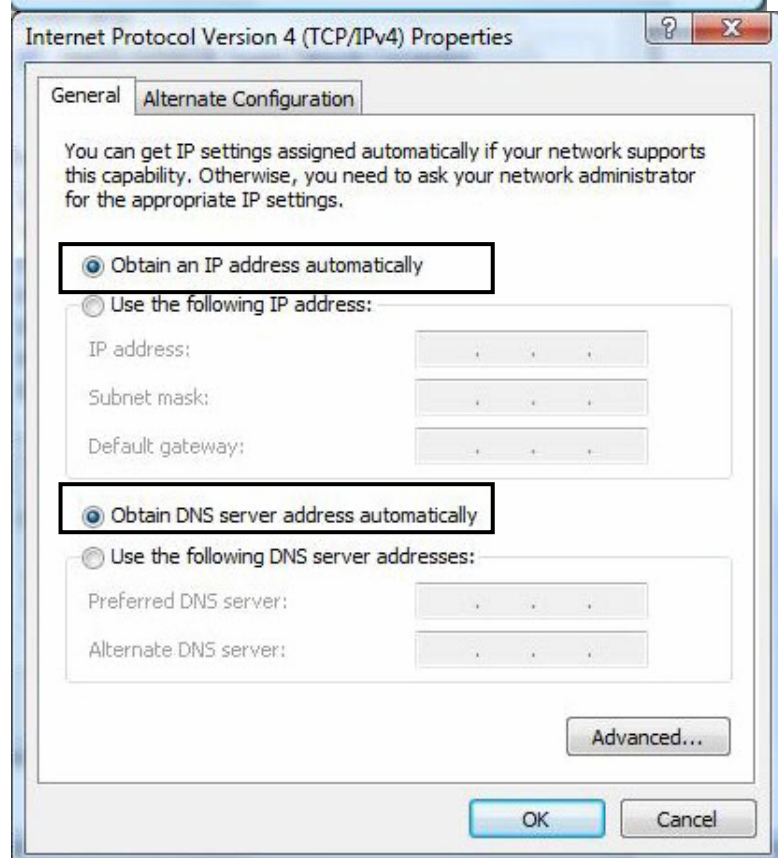 Internet Protocol Version 4 (TCP/IPv4) Properties
?
X
General
Alternate Configuration
You can get IP settings assigned automatically if your network supports
this capability. Otherwise, you need to ask your network administrator
for the appropriate IP settings.
Obtain an IP address automatically
Use the following IP address:
IP address:
. . .
Subnet mask:
. . .
Default gateway:
. . .
Obtain DNS server address automatically
Use the following DNS server addresses:
Preferred DNS server:
. . .
Alternate DNS server:
. . .
Advanced...
OK
Cancel